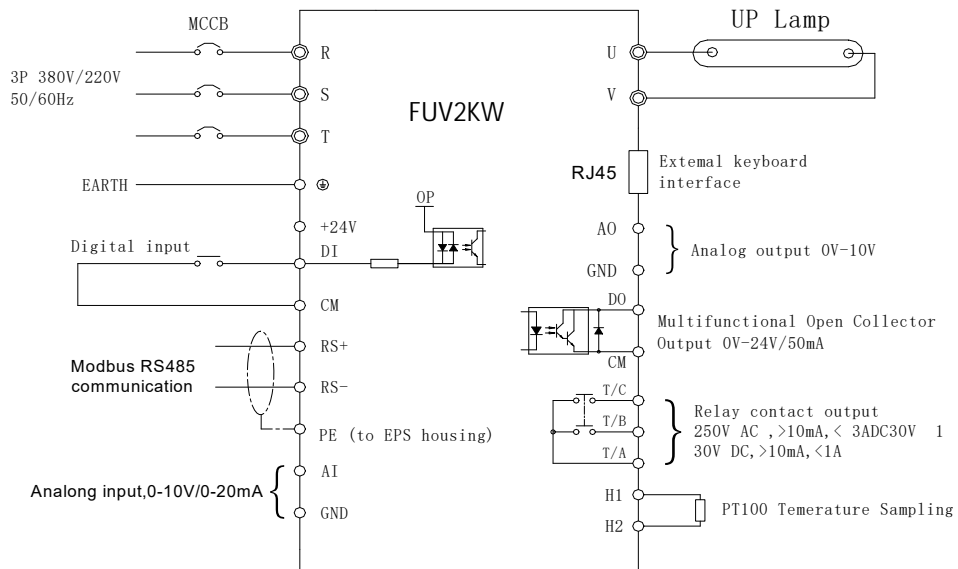 MCCB
3P 380V/220V
50/60Hz
R
S
T
EARTH
+24V
Digital input
DI
OP
CM
RS+
Modbus RS485
communication
RS-
PE (to EPS housing)
AI
Analong input,0-10V/0-20mA
GND
FUV2KW
UP Lamp
U
V
RJ45
Extemal keyboard
interface
AO
Analog output 0V-10V
GND
DO
Multifunctional Open Collector
Output 0V-24V/50mA
CM
T/C
T/B
T/A
Relay contact output
250V AC ,>10mA,< 3ADC30V 1
30V DC,>10mA,<1A
H1
PT100 Temerature Sampling
H2